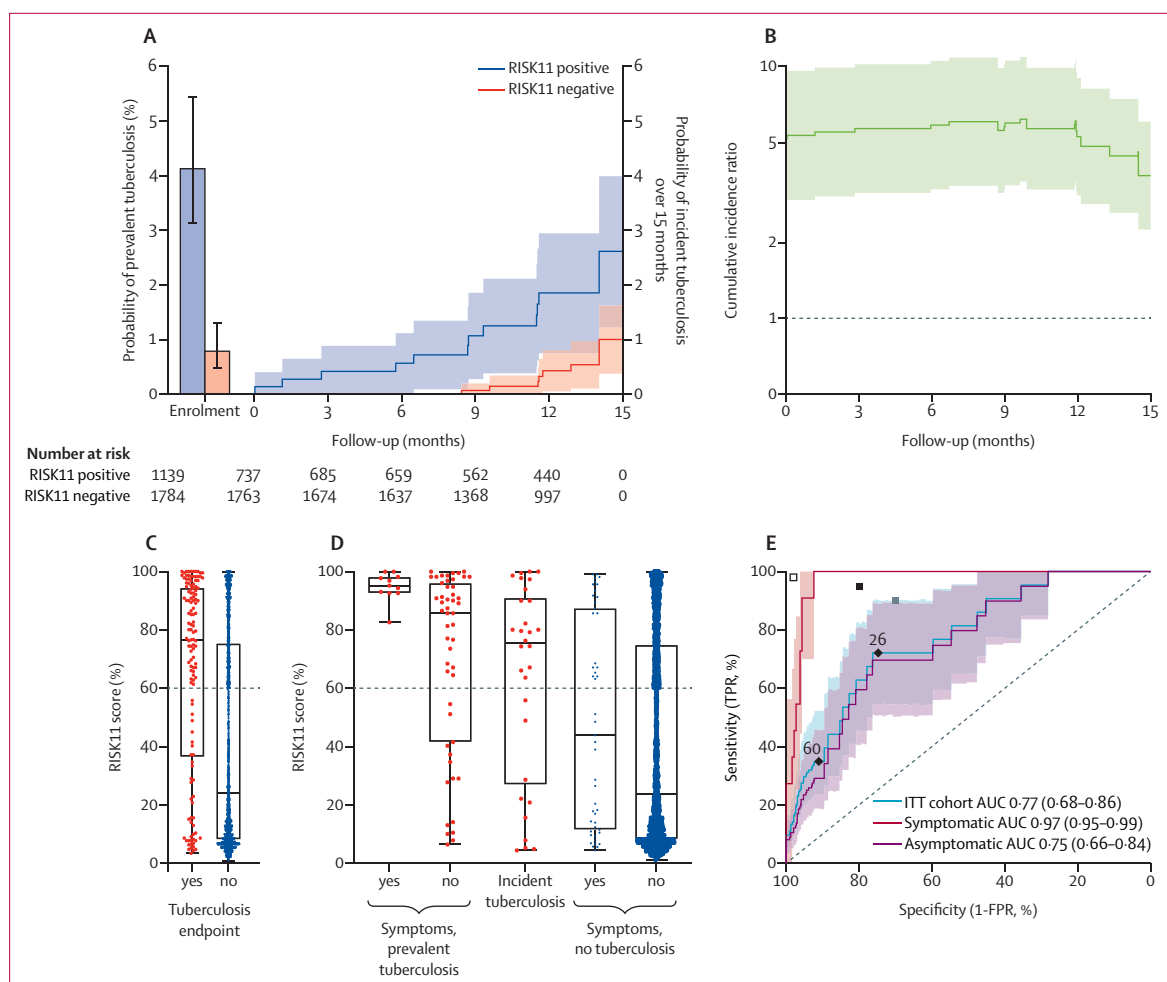 A
6
5
4
3
2
1
0
Probability of prevalent tuberculosis (%)
RISK11 positive
RISK11 negative
6
5
4
3
2
1
0
Probability of incident tuberculosis
over 15 months
Enrolment 0 3 6 9 12 15
Follow-up (months)
Number at risk
RISK11 positive 1139 737 685 659 562 440 0
RISK11 negative 1784 1763 1674 1637 1368 997 0
B
10
5
2
1
0
Cumulative incidence ratio
0 3 6 9 12 15
Follow-up (months)
C
100
80
60
40
20
0
RISK11 score (%)
yes no
Tuberculosis
endpoint
D
100
80
60
40
20
0
RISK11 score (%)
yes no Incident yes no
tuberculosis
Symptoms,
prevalent
tuberculosis
Symptoms,
no tuberculosis
E
100
80
60
40
20
0
Sensitivity (TPR, %)
26
60
ITT cohort AUC 0·77 (0·68–0·86)
Symptomatic AUC 0·97 (0·95–0·99)
Asymptomatic AUC 0·75 (0·66–0·84)
100 80 60 40 20 0
Specificity (1-FPR, %)